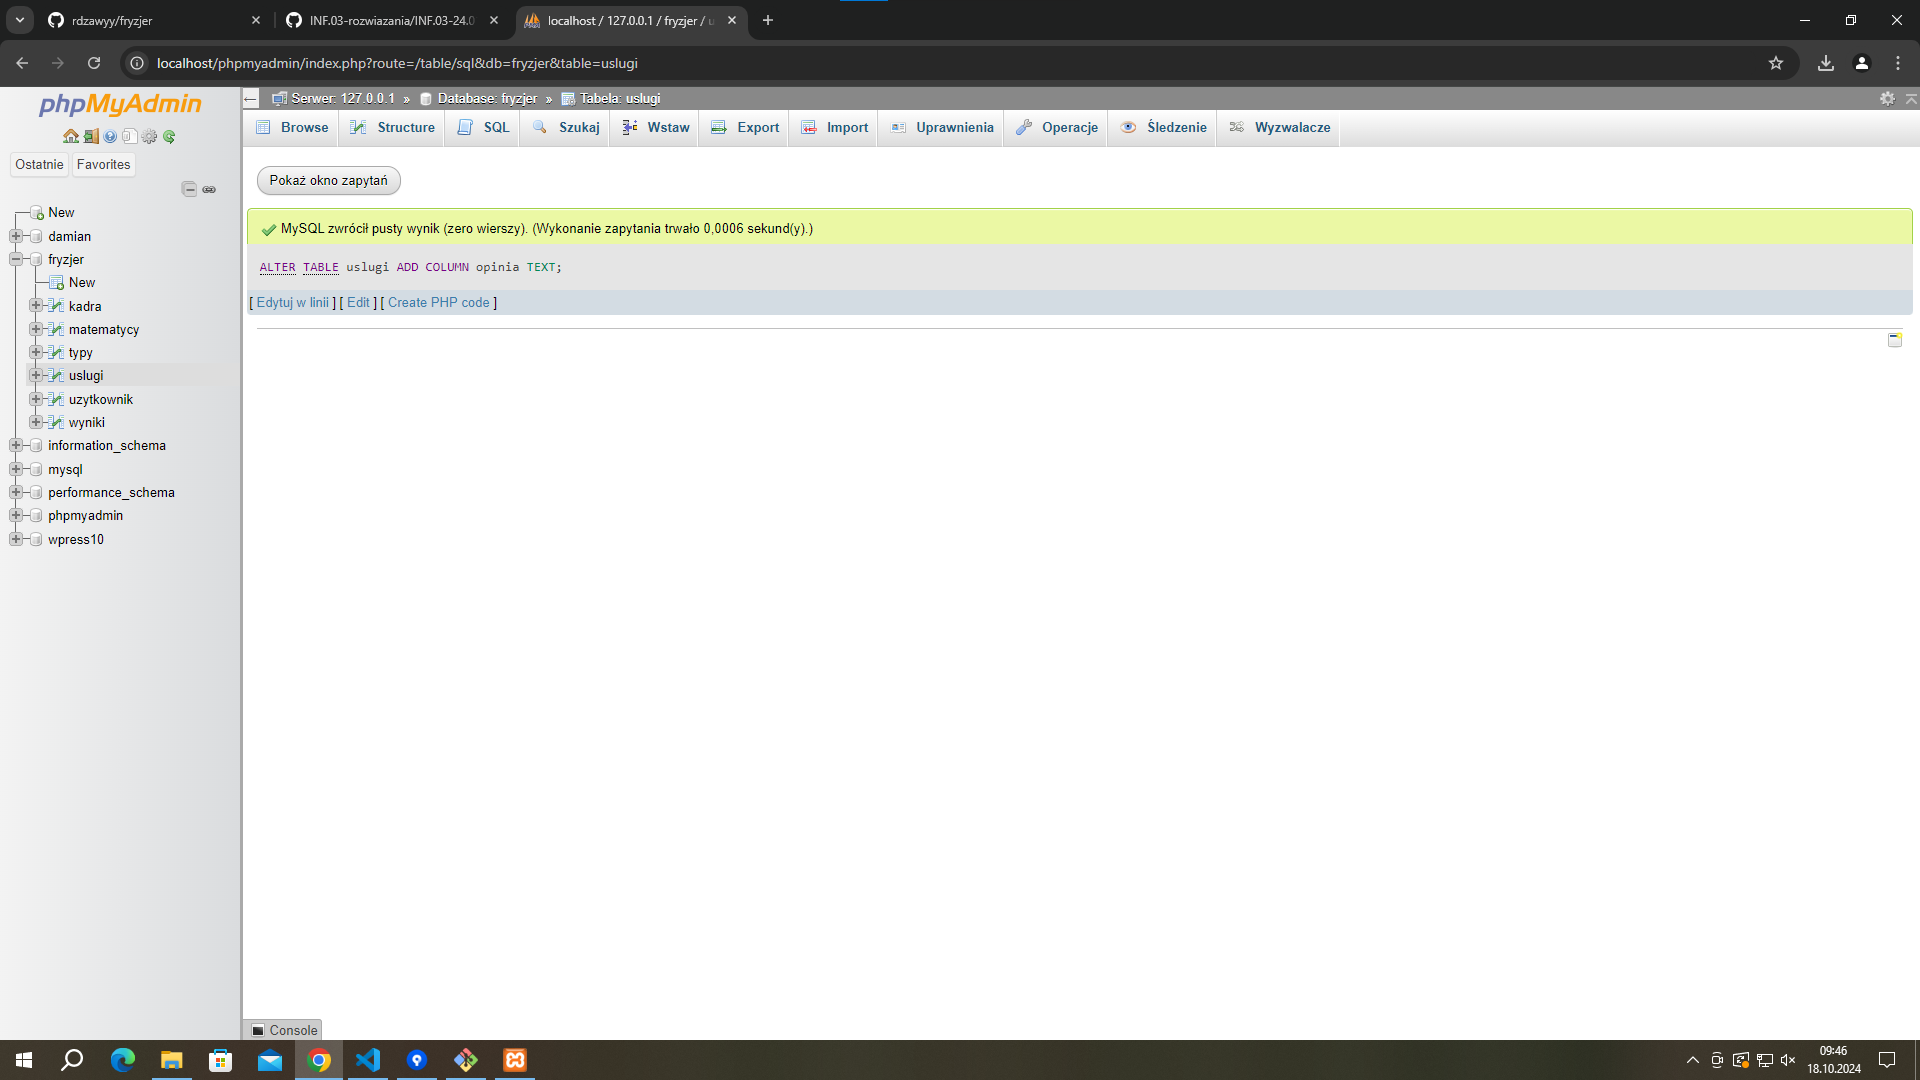 rdzawyy/fryzjer
INF.03-rozwiazania/INF.03-24.0
localhost / 127.0.0.1 / fryzjer / u
localhost/phpmyadmin/index.php?route=/table/sql&db=fryzjer&table=uslugi
phpMyAdmin
Ostatnie
Favorites
New
damian
fryzjer
New
kadra
matematycy
typy
uslugi
uzytkownik
wyniki
information_schema
mysql
performance_schema
phpmyadmin
wpress10
Serwer: 127.0.0.1 » Database: fryzjer » Tabela: uslugi
Browse Structure SQL Szukaj Wstaw Export Import Uprawnienia Operacje Śledzenie Wyzwalacze
Pokaż okno zapytań
MySQL zwrócił pusty wynik (zero wierszy). (Wykonanie zapytania trwało 0,0006 sekund(y).)
ALTER TABLE uslugi ADD COLUMN opinia TEXT;
[ Edytuj w linii ] [ Edit ] [ Create PHP code ]
Console
09:46
18.10.2024